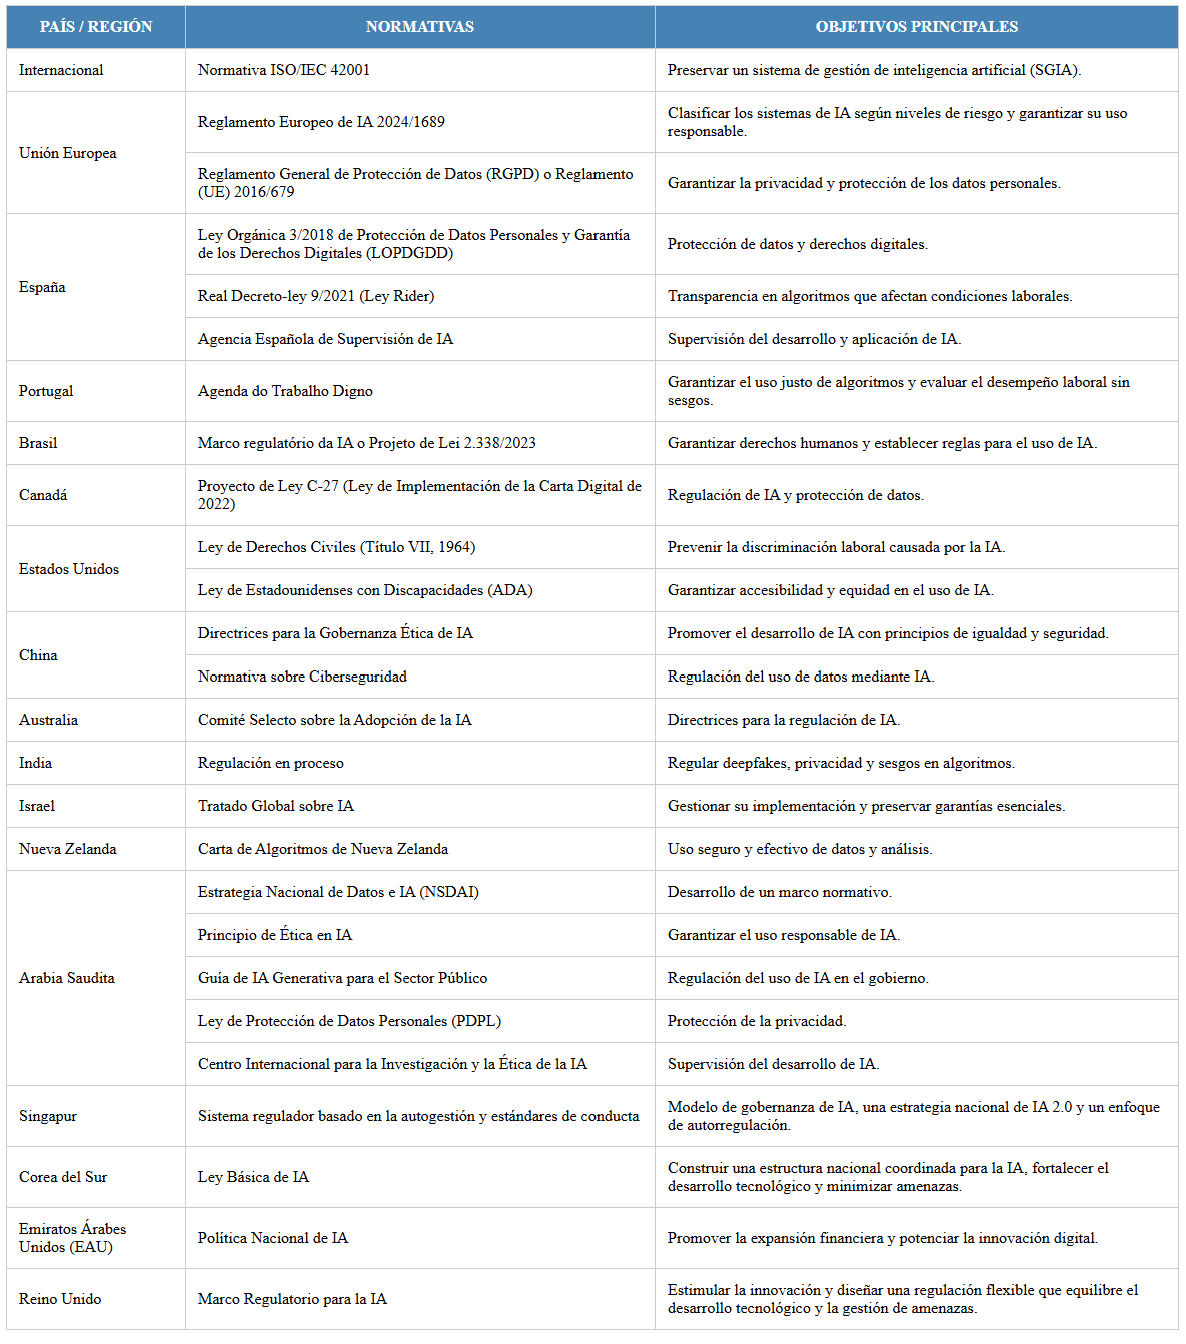 PAÍS / REGIÓN
NORMATIVAS
OBJETIVOS PRINCIPALES
Internacional
Normativa ISO/IEC 42001
Preservar un sistema de gestión de inteligencia artificial (SGIA).
Unión Europea
Reglamento Europeo de IA 2024/1689
Clasificar los sistemas de IA según niveles de riesgo y garantizar su uso
responsable.
Reglamento General de Protección de Datos (RGPD) o Reglamento
(UE) 2016/679
Garantizar la privacidad y protección de los datos personales.
España
Ley Orgánica 3/2018 de Protección de Datos Personales y Garantía
de los Derechos Digitales (LOPDGDD)
Protección de datos y derechos digitales.
Real Decreto-ley 9/2021 (Ley Rider)
Transparencia en algoritmos que afectan condiciones laborales.
Agencia Española de Supervisión de IA
Supervisión del desarrollo y aplicación de IA.
Portugal
Agenda do Trabalho Digno
Garantizar el uso justo de algoritmos y evaluar el desempeño laboral sin
sesgos.
Brasil
Marco regulatório da IA o Projeto de Lei 2.338/2023
Garantizar derechos humanos y establecer reglas para el uso de IA.
Canadá
Proyecto de Ley C-27 (Ley de Implementación de la Carta Digital de
2022)
Regulación de IA y protección de datos.
Estados Unidos
Ley de Derechos Civiles (Título VII, 1964)
Prevenir la discriminación laboral causada por la IA.
Ley de Estadounidenses con Discapacidades (ADA)
Garantizar accesibilidad y equidad en el uso de IA.
China
Directrices para la Gobernanza Ética de IA
Promover el desarrollo de IA con principios de igualdad y seguridad.
Normativa sobre Ciberseguridad
Regulación del uso de datos mediante IA.
Australia
Comité Selecto sobre la Adopción de la IA
Directrices para la regulación de IA.
India
Regulación en proceso
Regular deepfakes, privacidad y sesgos en algoritmos.
Israel
Tratado Global sobre IA
Gestionar su implementación y preservar garantías esenciales.
Nueva Zelanda
Carta de Algoritmos de Nueva Zelanda
Uso seguro y efectivo de datos y análisis.
Arabia Saudita
Estrategia Nacional de Datos e IA (NSDAI)
Desarrollo de un marco normativo.
Principio de Ética en IA
Garantizar el uso responsable de IA.
Guía de IA Generativa para el Sector Público
Regulación del uso de IA en el gobierno.
Ley de Protección de Datos Personales (PDPL)
Protección de la privacidad.
Centro Internacional para la Investigación y la Ética de la IA
Supervisión del desarrollo de IA.
Singapur
Sistema regulador basado en la autogestión y estándares de conducta
Modelo de gobernanza de IA, una estrategia nacional de IA 2.0 y un enfoque
de autorregulación.
Corea del Sur
Ley Básica de IA
Construir una estructura nacional coordinada para la IA, fortalecer el
desarrollo tecnológico y minimizar amenazas.
Emiratos Árabes
Unidos (EAU)
Política Nacional de IA
Promover la expansión financiera y potenciar la innovación digital.
Reino Unido
Marco Regulatorio para la IA
Estimular la innovación y diseñar una regulación flexible que equilibre el
desarrollo tecnológico y la gestión de amenazas.